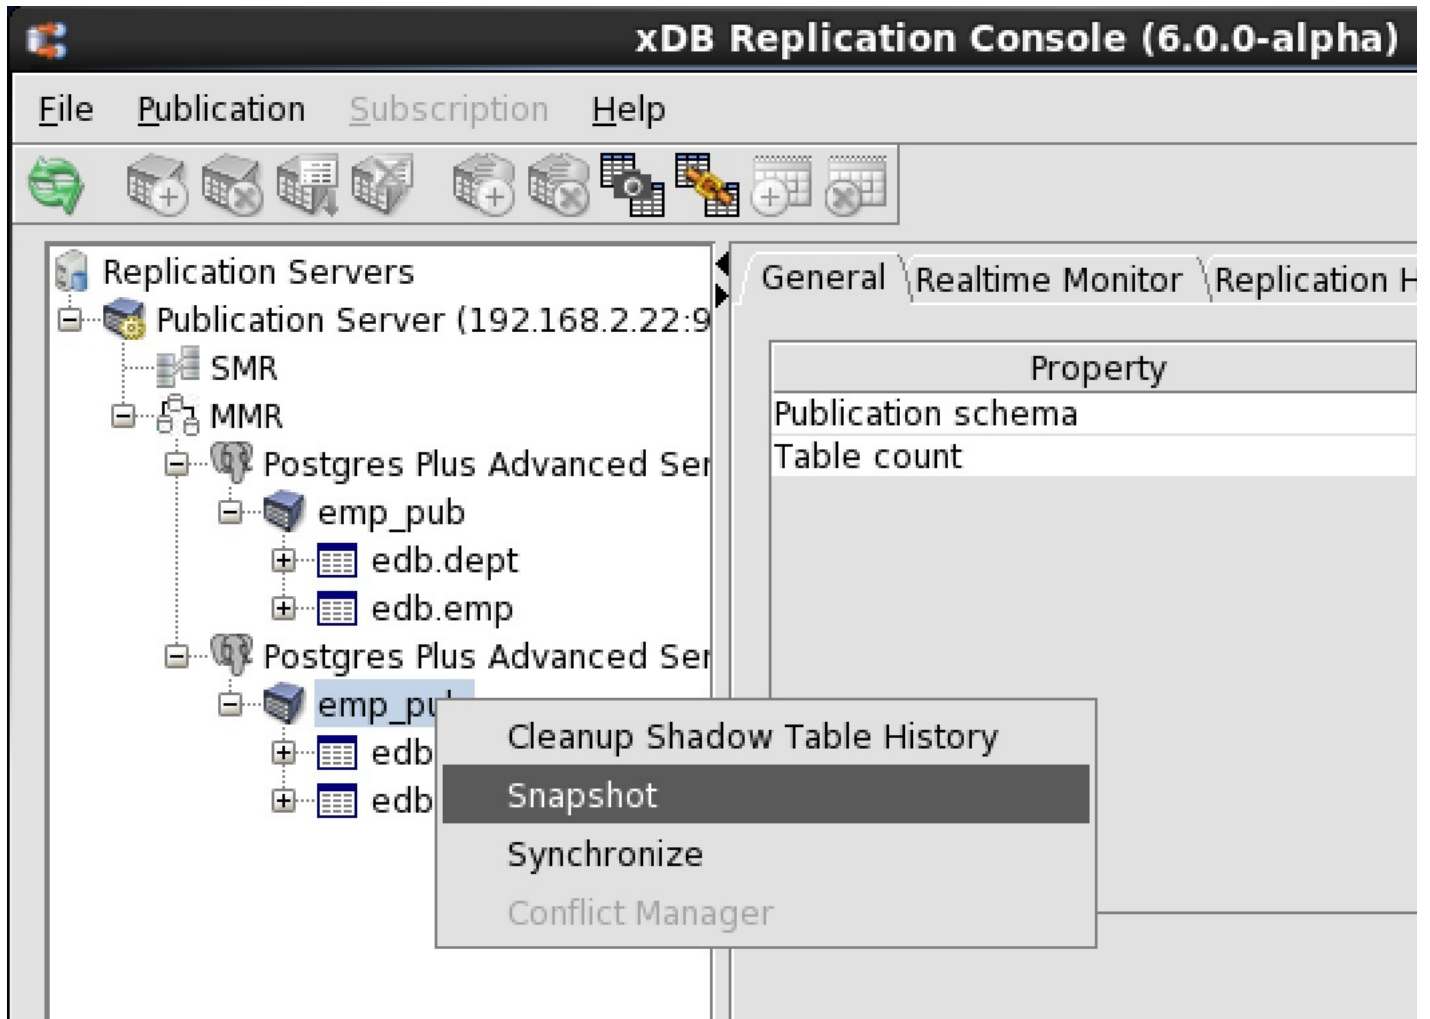 xDB Replication Console (6.0.0-alpha)
File Publication Subscription Help
Replication Servers
Publication Server (192.168.2.22:9
SMR
MMR
Postgres Plus Advanced Ser
emp_pub
edb.dept
edb.emp
Postgres Plus Advanced Ser
emp_pu
edb
edb
Cleanup Shadow Table History
Snapshot
Synchronize
Conflict Manager
General Realtime Monitor Replication H
Property
Publication schema
Table count